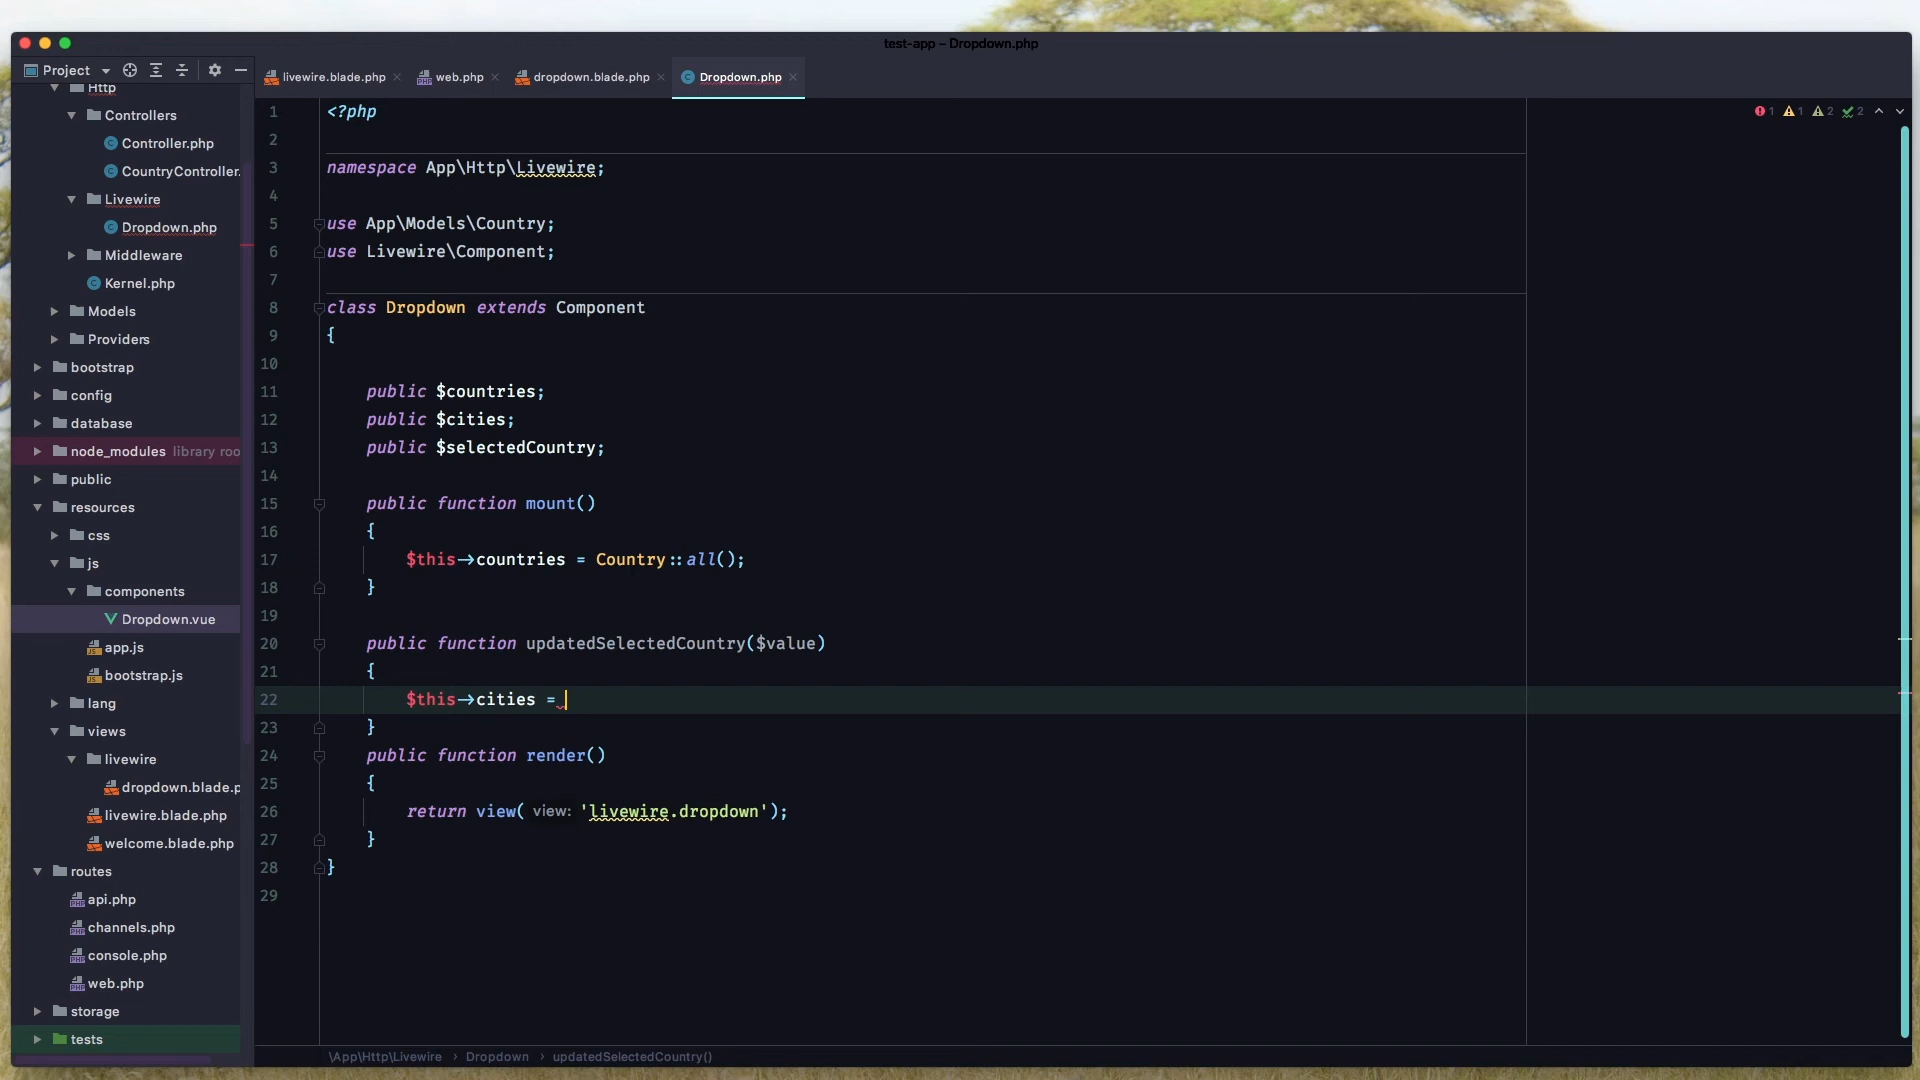 test-app – Dropdown.php
Project
livewire.blade.php
web.php
dropdown.blade.php
Dropdown.php
Http
Controllers
Controller.php
CountryController.
Livewire
Dropdown.php
Middleware
Kernel.php
Models
Providers
bootstrap
config
database
node_modules library roo
public
resources
css
js
components
Dropdown.vue
app.js
bootstrap.js
lang
views
livewire
dropdown.blade.p
livewire.blade.php
welcome.blade.php
routes
api.php
channels.php
console.php
web.php
storage
tests
1 <?php
2
3 namespace App\Http\Livewire;
4
5 use App\Models\Country;
6 use Livewire\Component;
7
8 class Dropdown extends Component
9 {
10
11 public $countries;
12 public $cities;
13 public $selectedCountry;
14
15 public function mount()
16 {
17 $this->countries = Country::all();
18 }
19
20 public function updatedSelectedCountry($value)
21 {
22 $this->cities =
23 }
24 public function render()
25 {
26 return view( view: 'livewire.dropdown');
27 }
28 }
29
1 1 2 2
\App\Http\Livewire › Dropdown › updatedSelectedCountry()